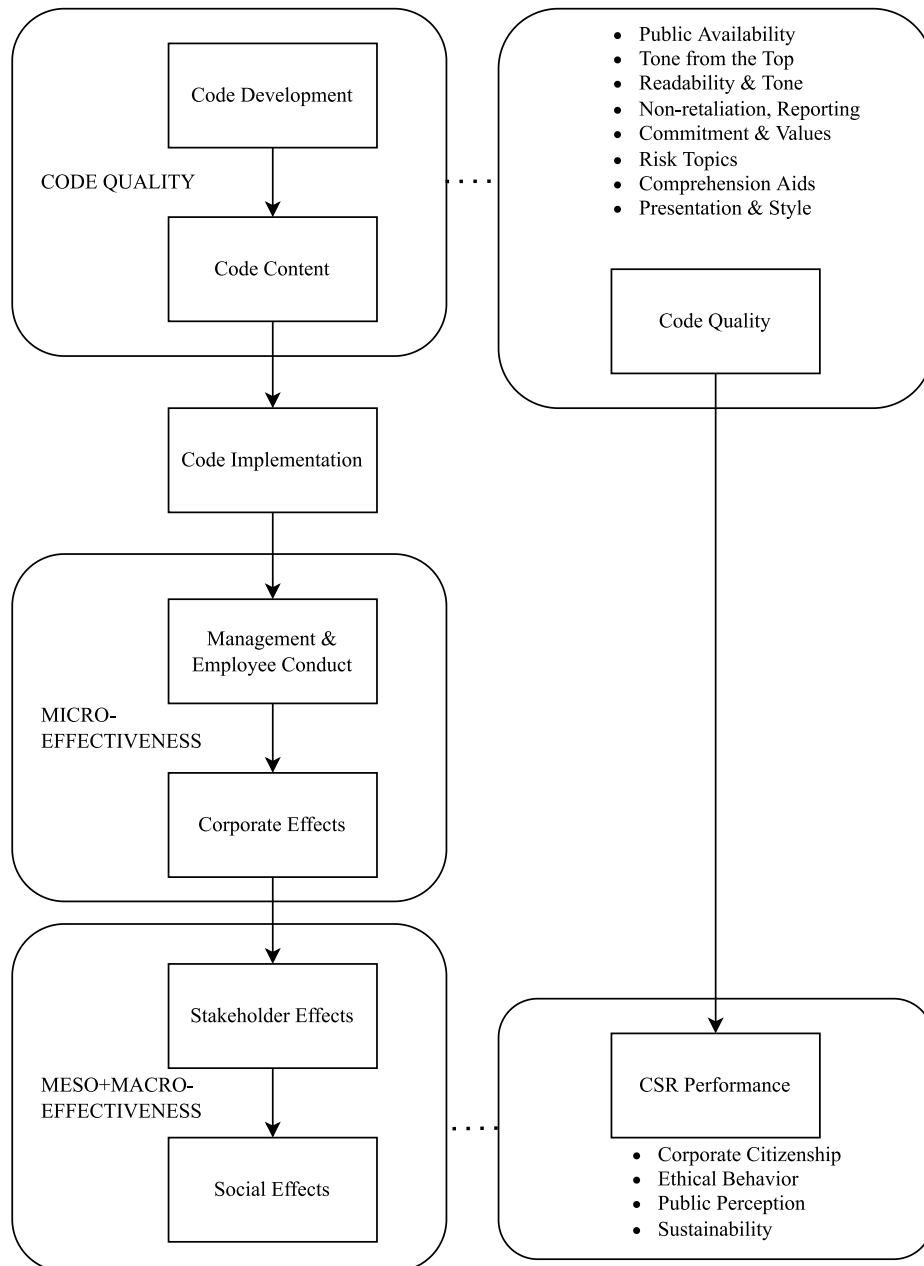 Code Development
CODE QUALITY
Code Content
Code Implementation
Management &
Employee Conduct
MICRO-
EFFECTIVENESS
Corporate Effects
Stakeholder Effects
MESO+MACRO-
EFFECTIVENESS
Social Effects
• Public Availability
• Tone from the Top
• Readability & Tone
• Non-retaliation, Reporting
• Commitment & Values
• Risk Topics
• Comprehension Aids
• Presentation & Style
Code Quality
CSR Performance
• Corporate Citizenship
• Ethical Behavior
• Public Perception
• Sustainability